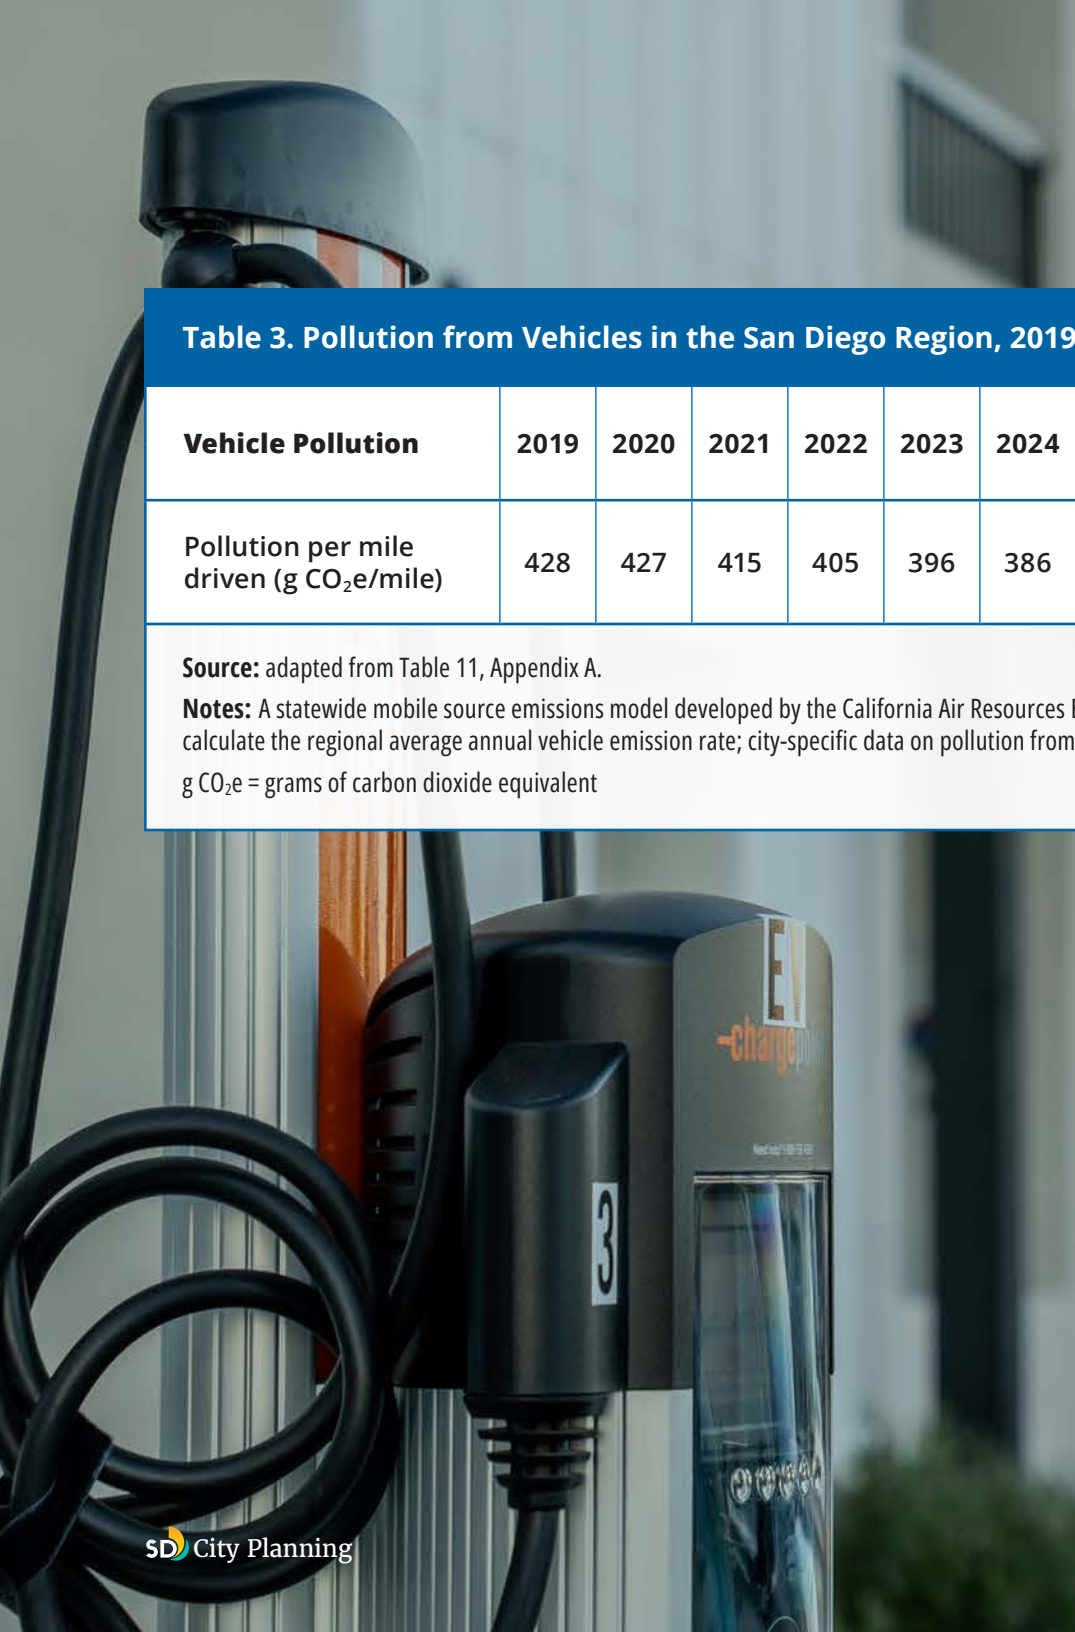 Table 3. Pollution from Vehicles in the San Diego Region, 2019
Vehicle Pollution 2019 2020 2021 2022 2023 2024
Pollution per mile
driven (g CO₂e/mile) 428 427 415 405 396 386
Source: adapted from Table 11, Appendix A.
Notes: A statewide mobile source emissions model developed by the California Air Resources
calculate the regional average annual vehicle emission rate; city-specific data on pollution from
g CO₂e = grams of carbon dioxide equivalent
EV
chargepoint
3
SD City Planning